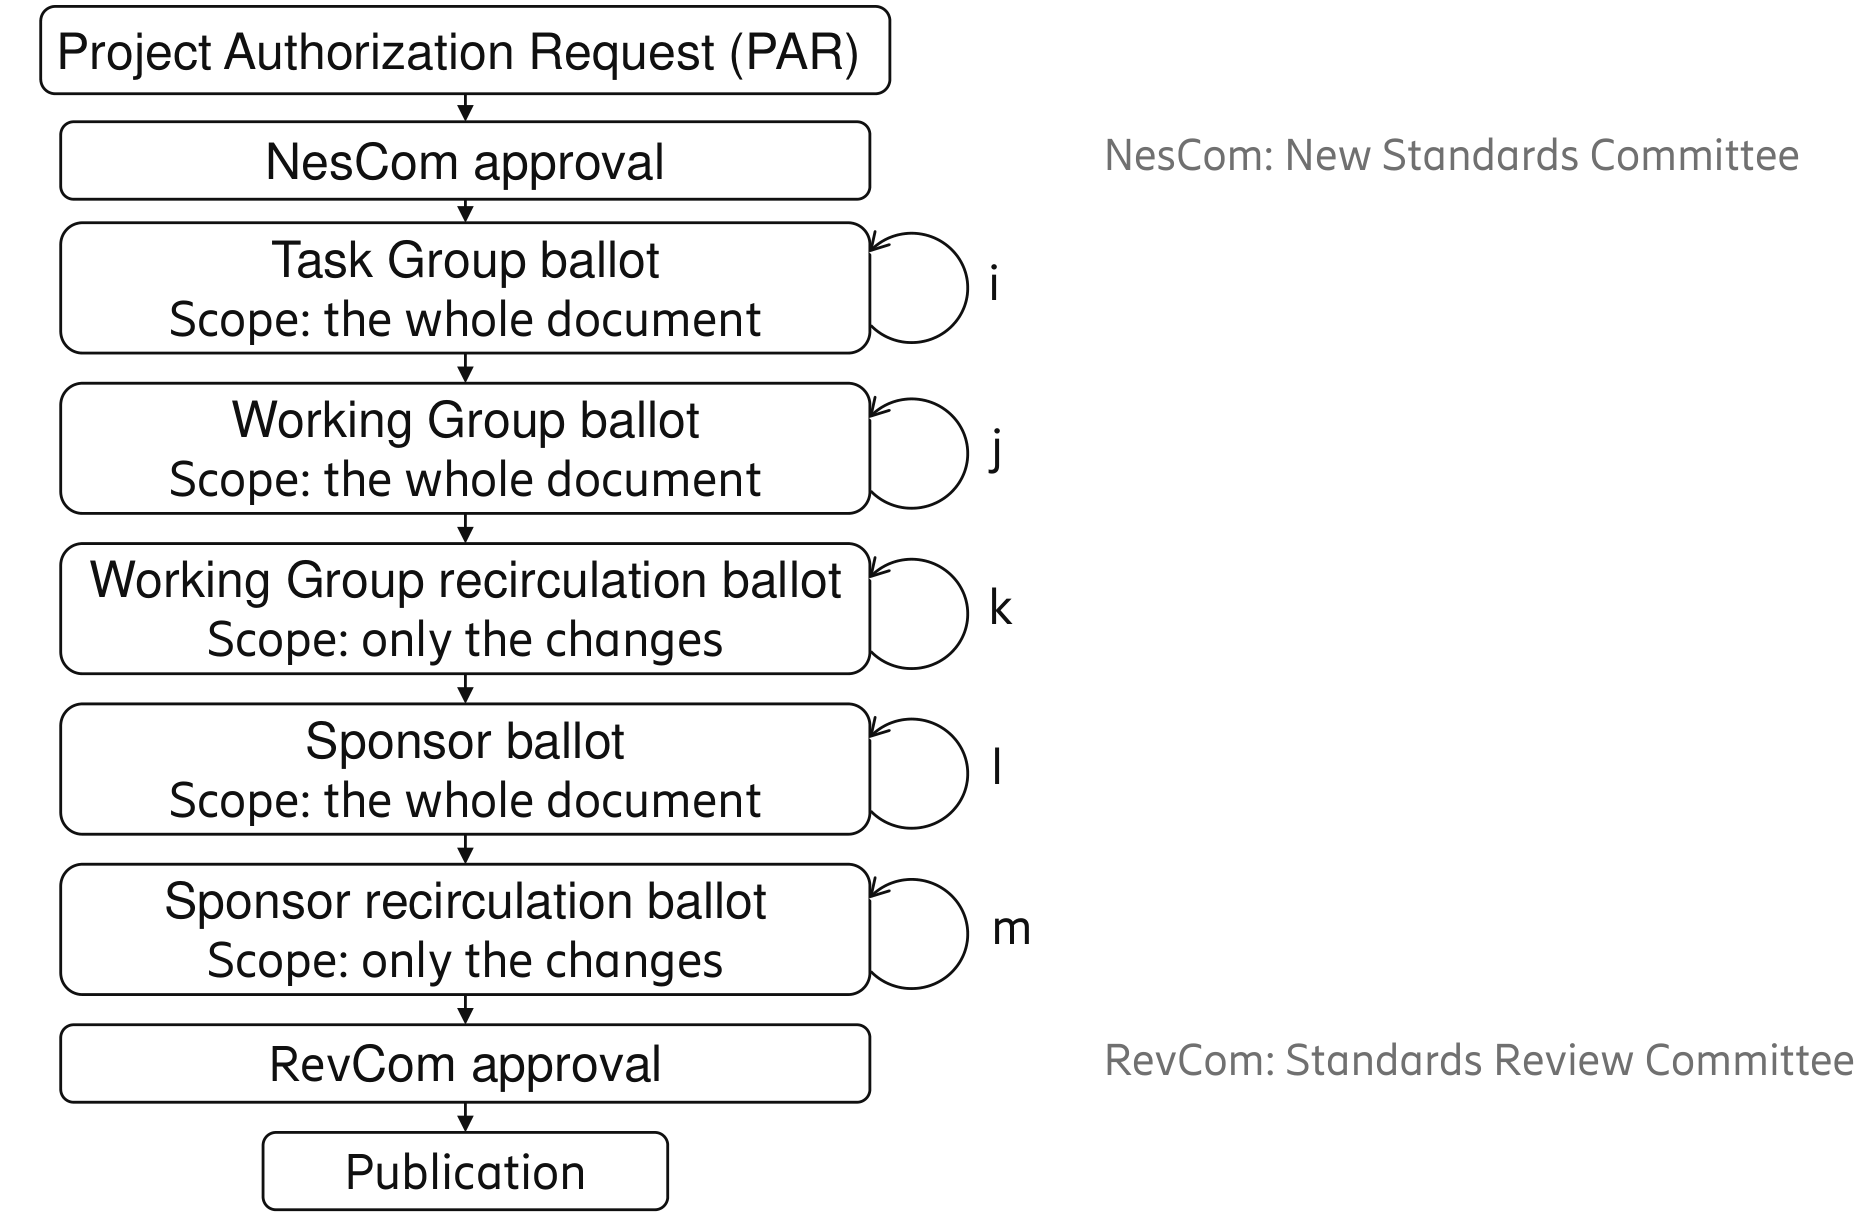 Project Authorization Request (PAR)
NesCom approval
NesCom: New Standards Committee
Task Group ballot
Scope: the whole document
i
Working Group ballot
Scope: the whole document
j
Working Group recirculation ballot
Scope: only the changes
k
Sponsor ballot
Scope: the whole document
l
Sponsor recirculation ballot
Scope: only the changes
m
RevCom approval
RevCom: Standards Review Committee
Publication